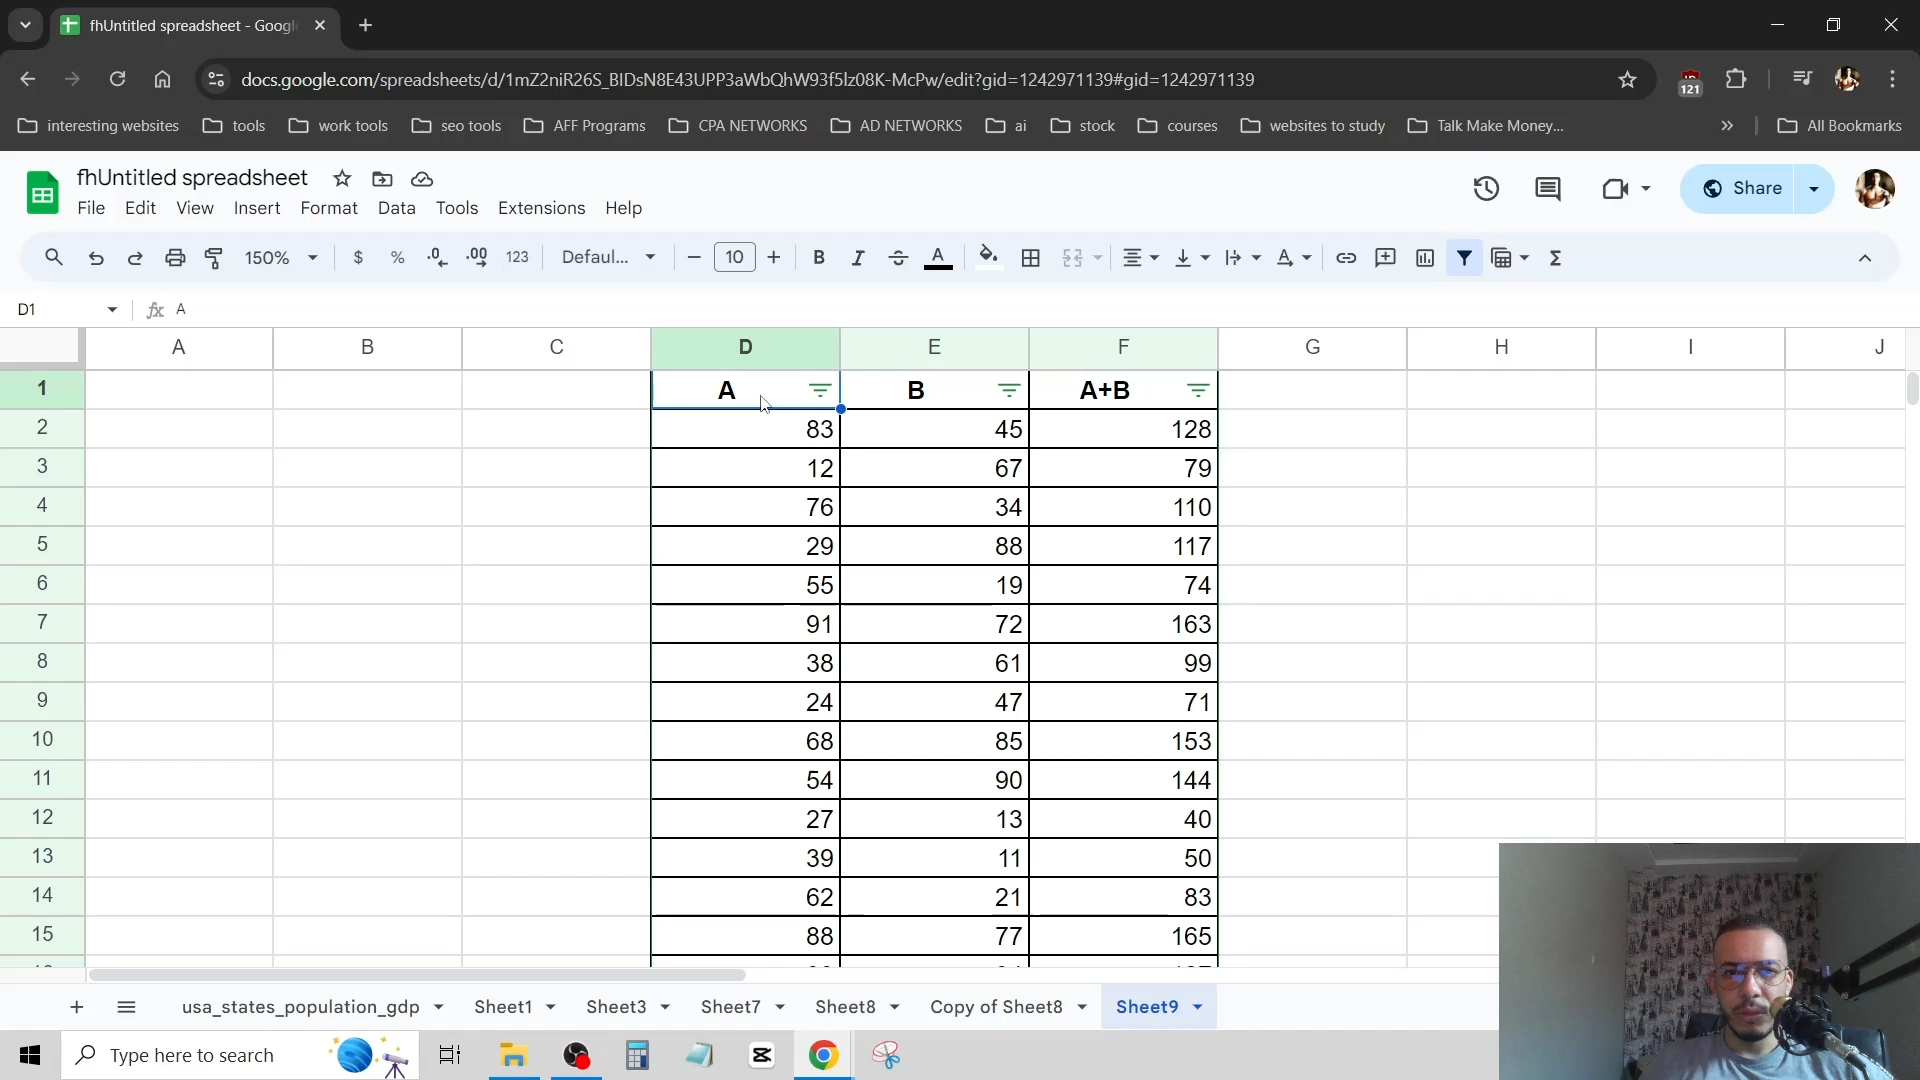 fhUntitled spreadsheet - Googl
121
docs.google.com/spreadsheets/d/1mZ2niR26S_BIDsN8E43UPP3aWbQhW93f5lz08K-McPw/edit?gid=1242971139#gid=1242971139
interesting websites tools work tools seo tools AFF Programs CPA NETWORKS AD NETWORKS ai stock courses websites to study Talk Make Money... All Bookmarks
fhUntitled spreadsheet
File Edit View Insert Format Data Tools Extensions Help
Share
150% $ % .0 .00 123 Defaul... 10 B I A
D1 fx A
A B C D E F G H I J
1 A B A+B
2 83 45 128
3 12 67 79
4 76 34 110
5 29 88 117
6 55 19 74
7 91 72 163
8 38 61 99
9 24 47 71
10 68 85 153
11 54 90 144
12 27 13 40
13 39 11 50
14 62 21 83
15 88 77 165
usa_states_population_gdp Sheet1 Sheet3 Sheet7 Sheet8 Copy of Sheet8 Sheet9
Type here to search